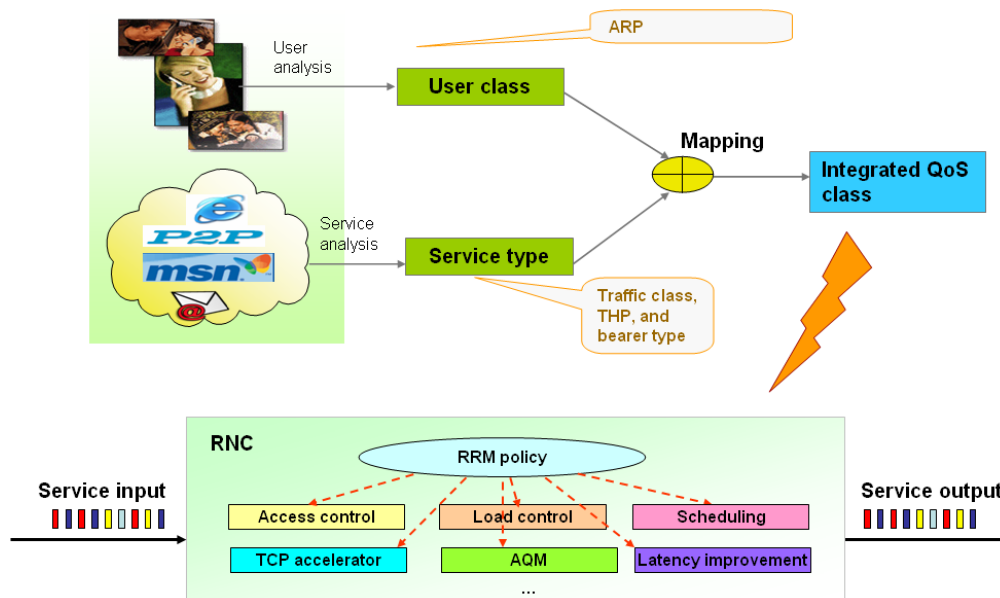 ARP
User
analysis
User class
Mapping
Integrated QoS
class
P2P
msn
@
Service
analysis
Service type
Traffic class,
THP, and
bearer type
RNC
RRM policy
Service input
Service output
Access control
Load control
Scheduling
TCP accelerator
AQM
Latency improvement
...